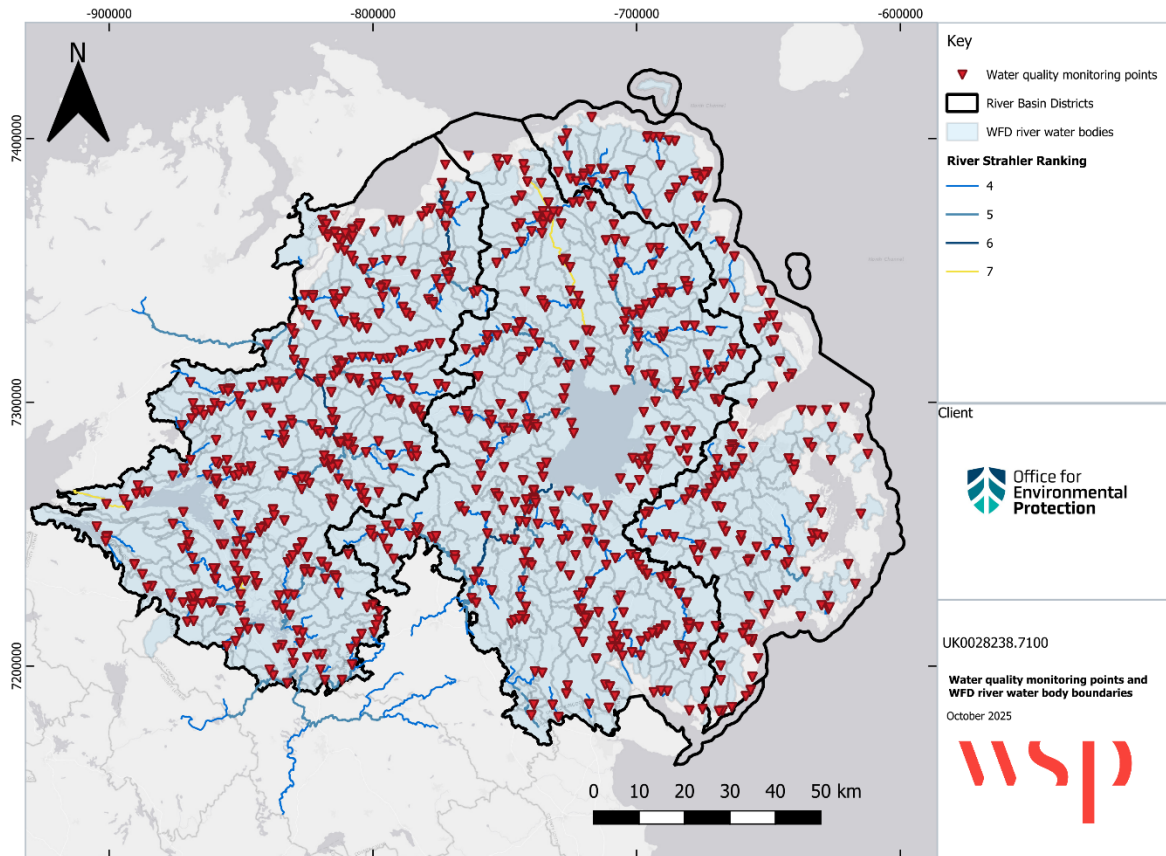 -900000
-800000
-700000
-600000
N
7400000
7300000
7200000
0 10 20 30 40 50 km
Key
Water quality monitoring points
River Basin Districts
WFD river water bodies
River Strahler Ranking
4
5
6
7
Client
Office for
Environmental
Protection
UK0028238.7100
Water quality monitoring points and
WFD river water body boundaries
October 2025
wsp